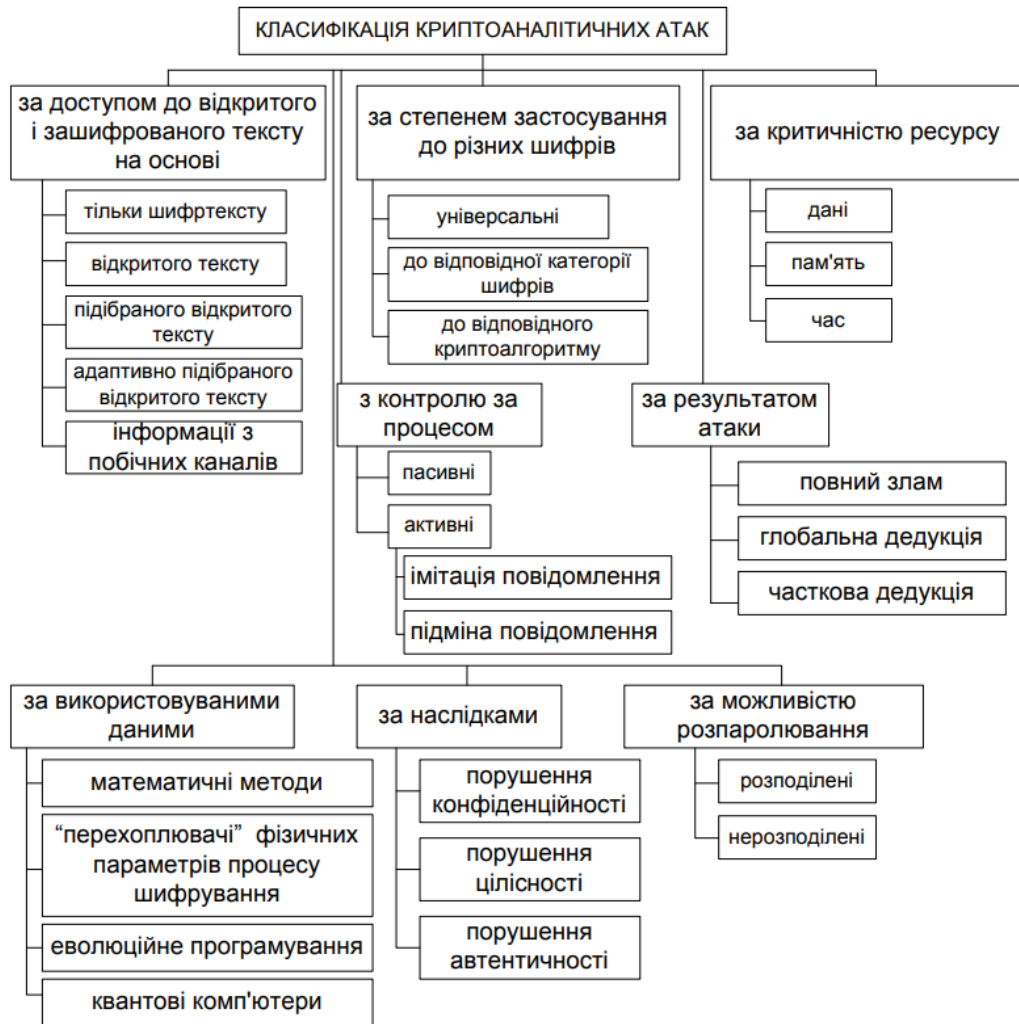 КЛАСИФІКАЦІЯ КРИПТОАНАЛІТИЧНИХ АТАК
за доступом до відкритого
і зашифрованого тексту
на основі
тільки шифртексту
відкритого тексту
підібраного відкритого
тексту
адаптивно підібраного
відкритого тексту
інформації з
побічних каналів
за степенем застосування
до різних шифрів
універсальні
до відповідної категорії
шифрів
до відповідного
криптоалгоритму
за критичністю ресурсу
дані
пам'ять
час
з контролю за
процесом
пасивні
активні
імітація повідомлення
підміна повідомлення
за результатом
атаки
повний злам
глобальна дедукція
часткова дедукція
за використовуваними
даними
математичні методи
“перехоплювачі” фізичних
параметрів процесу
шифрування
еволюційне програмування
квантові комп'ютери
за наслідками
порушення
конфіденційності
порушення
цілісності
порушення
автентичності
за можливістю
розпаролювання
розподілені
нерозподілені